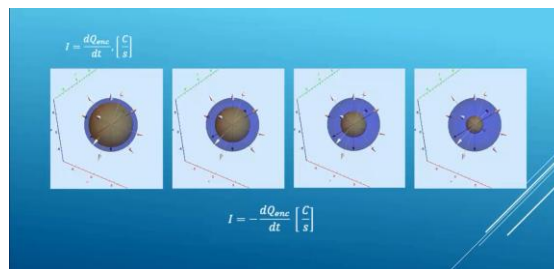 I = dQ_enc/dt, [C/s]
I = - dQ_enc/dt [C/s]